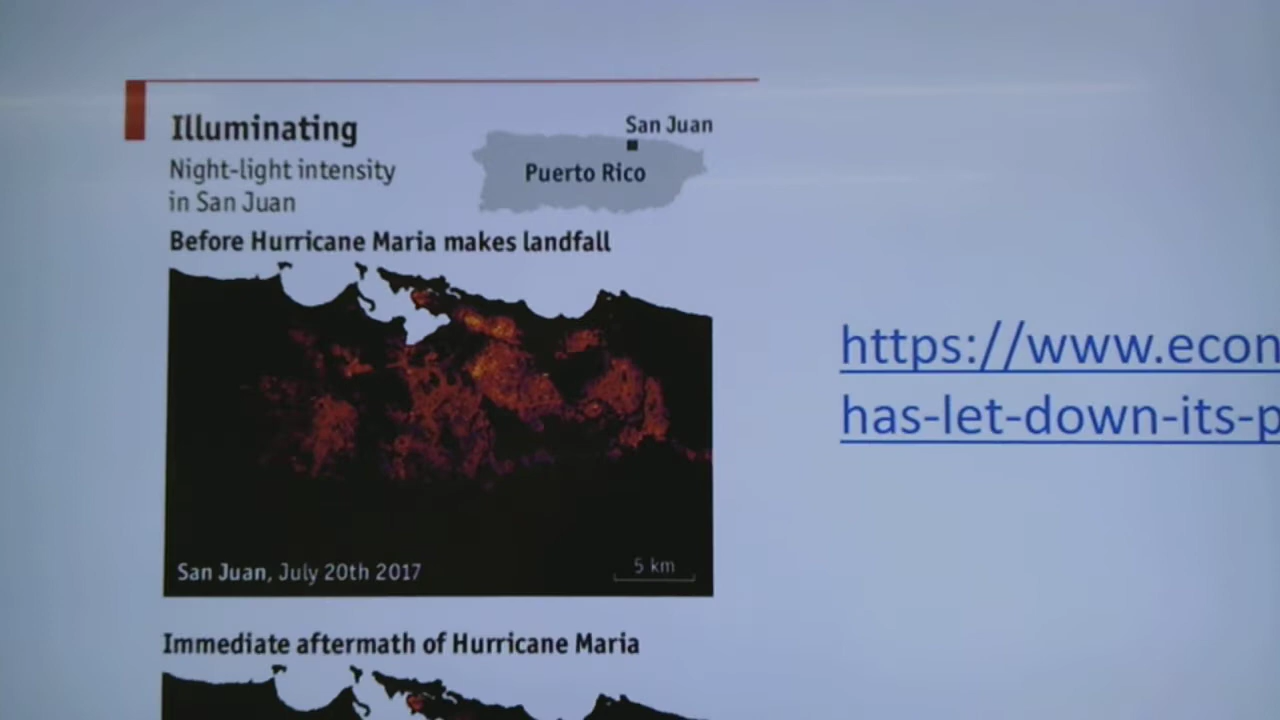 Illuminating
Night-light intensity
in San Juan
San Juan
Puerto Rico
Before Hurricane Maria makes landfall
San Juan, July 20th 2017
5 km
Immediate aftermath of Hurricane Maria
https://www.econ
has-let-down-its-p